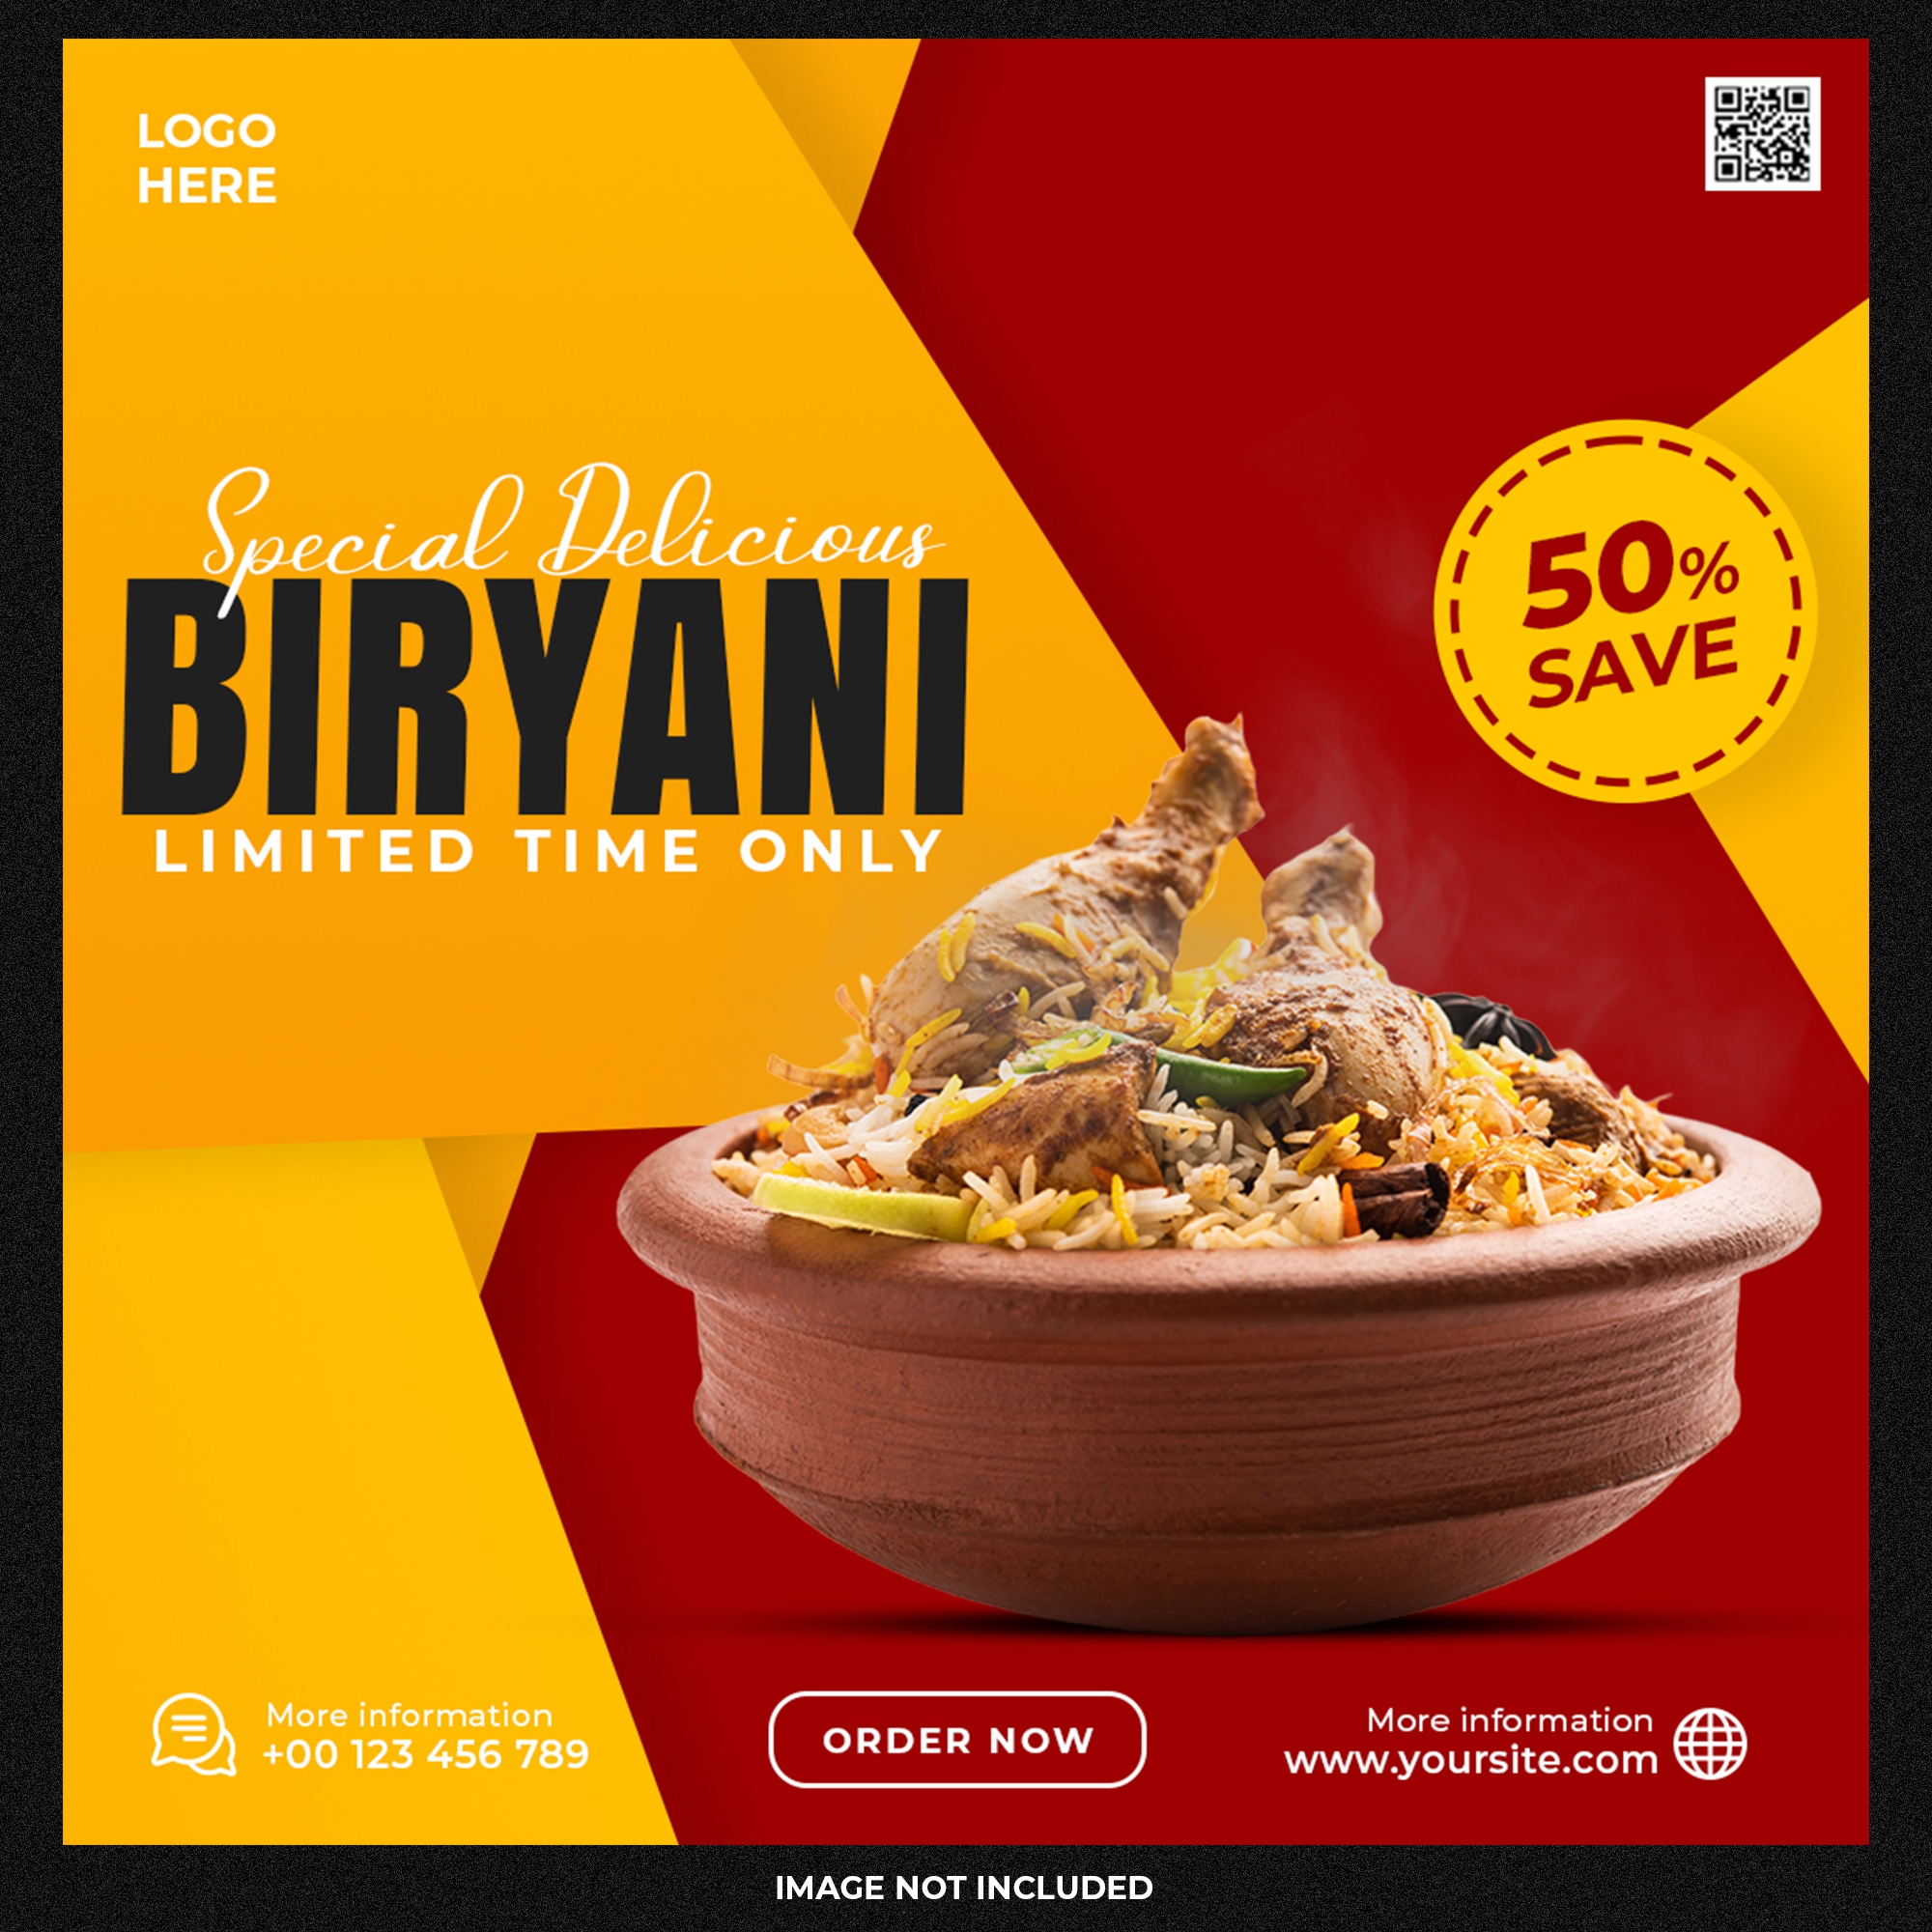 LOGO
HERE
Special Delicious
BIRYANI
LIMITED TIME ONLY
50%
SAVE
More information
+00 123 456 789
ORDER NOW
More information
www.yoursite.com
IMAGE NOT INCLUDED